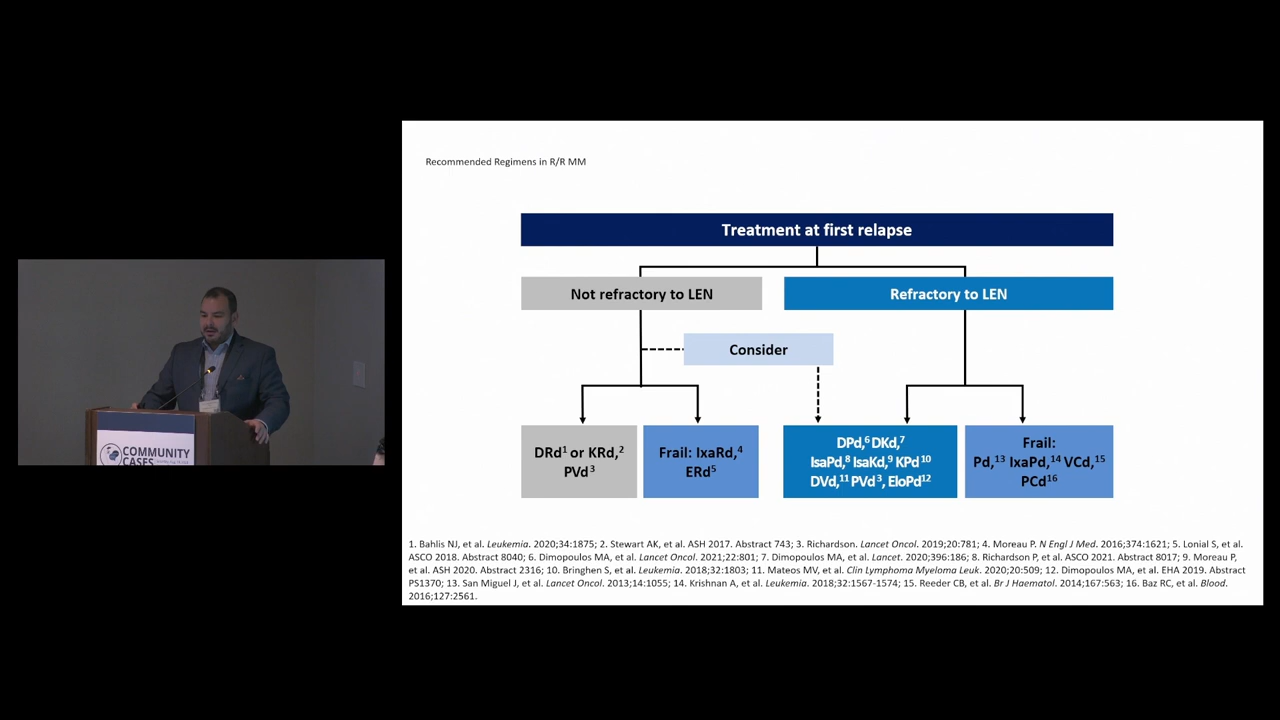 Recommended Regimens in R/R MM
Treatment at first relapse
Not refractory to LEN
Refractory to LEN
Consider
DRd1 or KRd,2
PVd3
Frail: IxaRd,4
ERd5
DPd,6 DKd,7
IsaPd,8 IsaKd,9 KPd10
DVd,11 PVd3, EloPd12
Frail:
Pd,13 IxaPd,14 VCd,15
PCd16
1. Bahlis NJ, et al. Leukemia. 2020;34:1875; 2. Stewart AK, et al. ASH 2017. Abstract 743; 3. Richardson. Lancet Oncol. 2019;20:781; 4. Moreau P. N Engl J Med. 2016;374:1621; 5. Lonial S, et al.
ASCO 2018. Abstract 8040; 6. Dimopoulos MA, et al. Lancet Oncol. 2021;22:801; 7. Dimopoulos MA, et al. Lancet. 2020;396:186; 8. Richardson P, et al. ASCO 2021. Abstract 8017; 9. Moreau P,
et al. ASH 2020. Abstract 2316; 10. Bringhen S, et al. Leukemia. 2018;32:1803; 11. Mateos MV, et al. Clin Lymphoma Myeloma Leuk. 2020;20:509; 12. Dimopoulos MA, et al. EHA 2019. Abstract
PS1370; 13. San Miguel J, et al. Lancet Oncol. 2013;14:1055; 14. Krishnan A, et al. Leukemia. 2018;32:1567-1574; 15. Reeder CB, et al. Br J Haematol. 2014;167:563; 16. Baz RC, et al. Blood.
2016;127:2561.
COMMUNITY
CASES